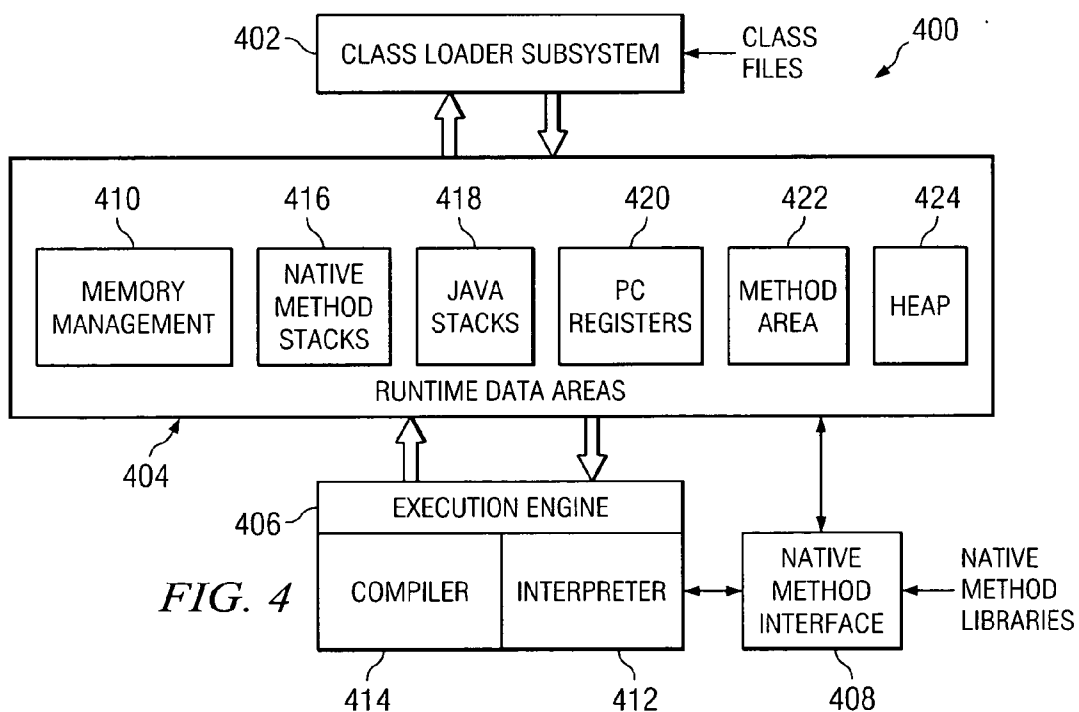 402
CLASS LOADER SUBSYSTEM
CLASS
FILES
400
410
416
418
420
422
424
MEMORY
MANAGEMENT
NATIVE
METHOD
STACKS
JAVA
STACKS
PC
REGISTERS
METHOD
AREA
HEAP
RUNTIME DATA AREAS
404
406
EXECUTION ENGINE
COMPILER
INTERPRETER
NATIVE
METHOD
INTERFACE
NATIVE
METHOD
LIBRARIES
FIG. 4
414
412
408